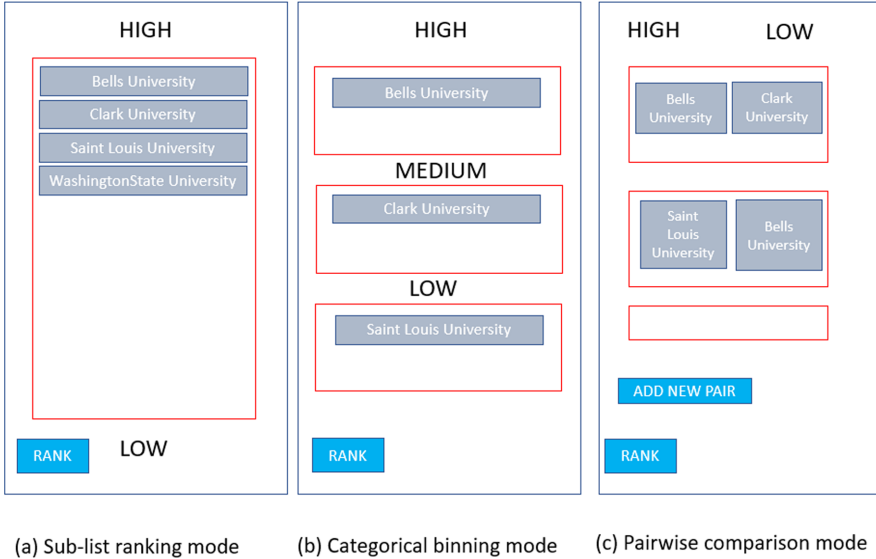 HIGH
Bells University
Clark University
Saint Louis University
WashingtonState University
RANK
LOW
(a) Sub-list ranking mode
HIGH
Bells University
MEDIUM
Clark University
LOW
Saint Louis University
RANK
(b) Categorical binning mode
HIGH
LOW
Bells
University
Clark
University
Saint
Louis
University
Bells
University
ADD NEW PAIR
RANK
(c) Pairwise comparison mode